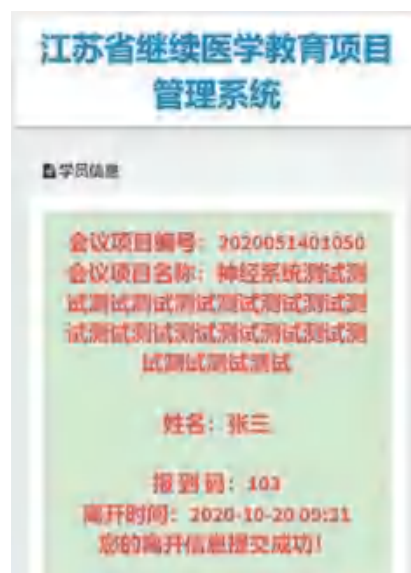 江苏省继续医学教育项目
管理系统
学员信息
会议项目编号：2020051401050
会议项目名称：神经系统测试测
试测试测试测试测试测试测试测
试测试测试测试测试测试测试测
试测试测试测试
姓名：张三
报到码：103
离开时间：2020-10-20 09:21
您的离开信息提交成功！